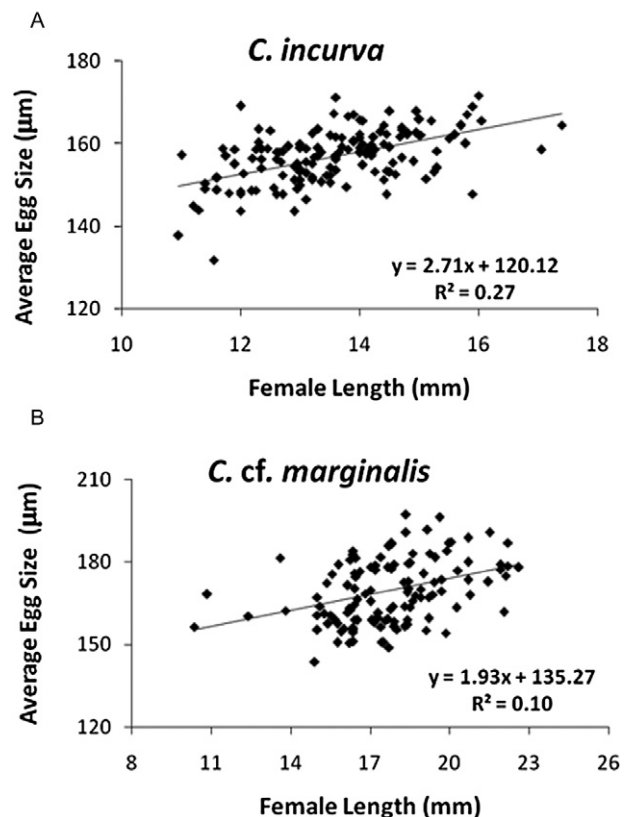 A
C. incurva
Average Egg Size (µm)
180
160
140
120
y = 2.71x + 120.12
R² = 0.27
10 12 14 16 18
Female Length (mm)
B
C. cf. marginalis
Average Egg Size (µm)
210
180
150
120
y = 1.93x + 135.27
R² = 0.10
8 11 14 17 20 23 26
Female Length (mm)